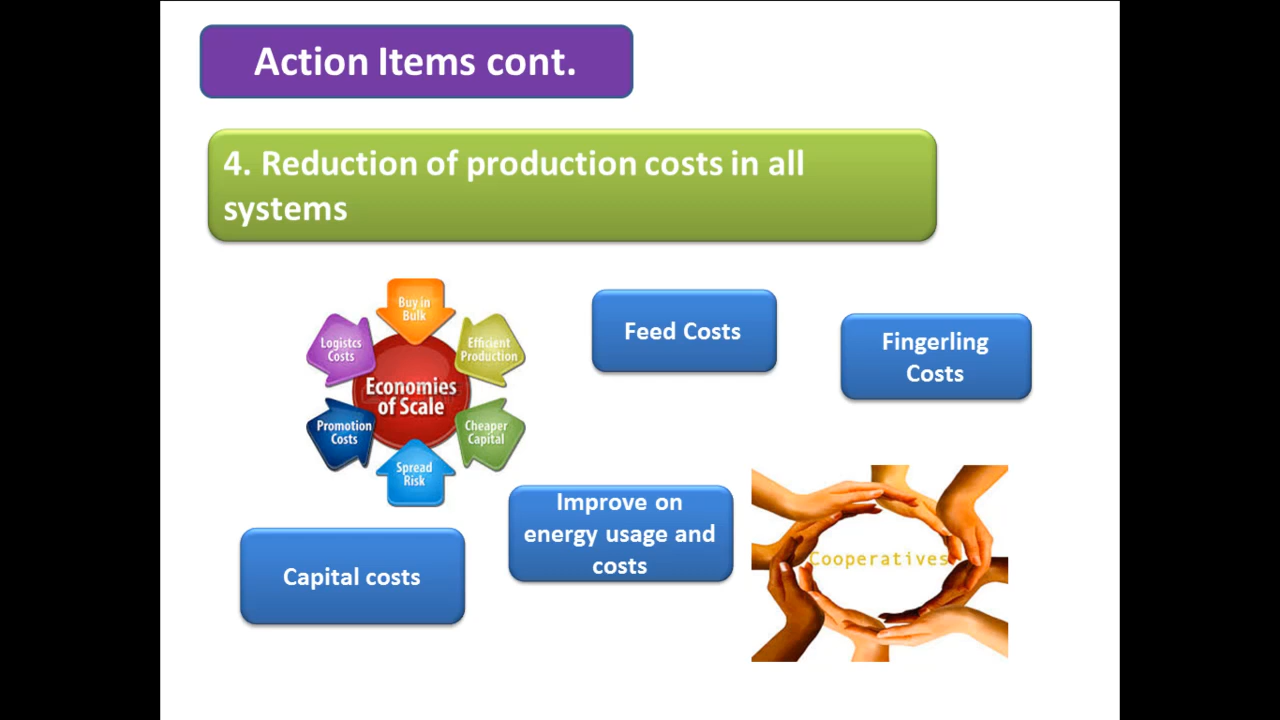 Action Items cont.
4. Reduction of production costs in all
systems
Buy in
Bulk
Logistcs
Costs
Efficient
Production
Economies
of Scale
Promotion
Costs
Cheaper
Capital
Spread
Risk
Feed Costs
Fingerling
Costs
Improve on
energy usage and
costs
Capital costs
Cooperatives